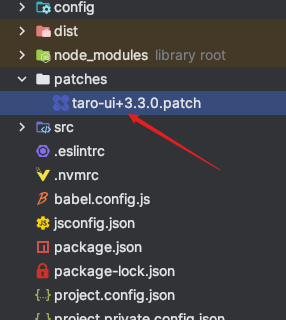 config
dist
node_modules library root
patches
taro-ui+3.3.0.patch
src
.eslintrc
.nvmrc
babel.config.js
jsconfig.json
package.json
package-lock.json
project.config.json
project.private.config.json